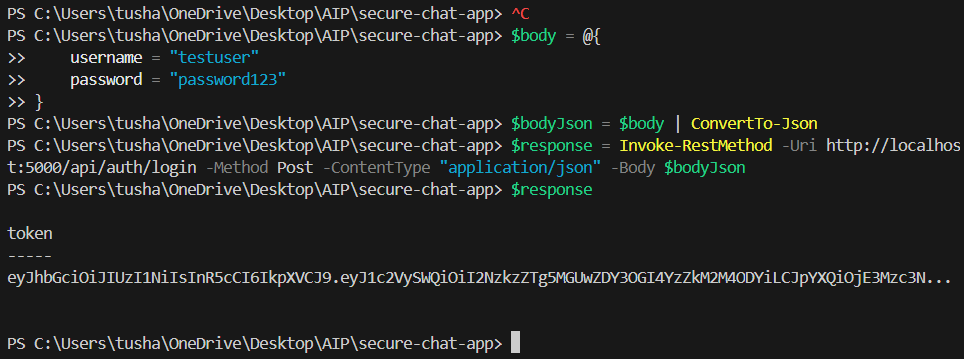 PS C:\Users\tusha\OneDrive\Desktop\AIP\secure-chat-app> ^C
PS C:\Users\tusha\OneDrive\Desktop\AIP\secure-chat-app> $body = @{
>>     username = "testuser"
>>     password = "password123"
>> }
PS C:\Users\tusha\OneDrive\Desktop\AIP\secure-chat-app> $bodyJson = $body | ConvertTo-Json
PS C:\Users\tusha\OneDrive\Desktop\AIP\secure-chat-app> $response = Invoke-RestMethod -Uri http://localhos
t:5000/api/auth/login -Method Post -ContentType "application/json" -Body $bodyJson
PS C:\Users\tusha\OneDrive\Desktop\AIP\secure-chat-app> $response
token
-----
eyJhbGciOiJIUzI1NiIsInR5cCI6IkpXVCJ9.eyJ1c2VySWQiOiI2NzkzZTg5MGUwZDY3OGI4YzZkM2M4ODYiLCJpYXQiOjE3Mzc3N...
PS C:\Users\tusha\OneDrive\Desktop\AIP\secure-chat-app>